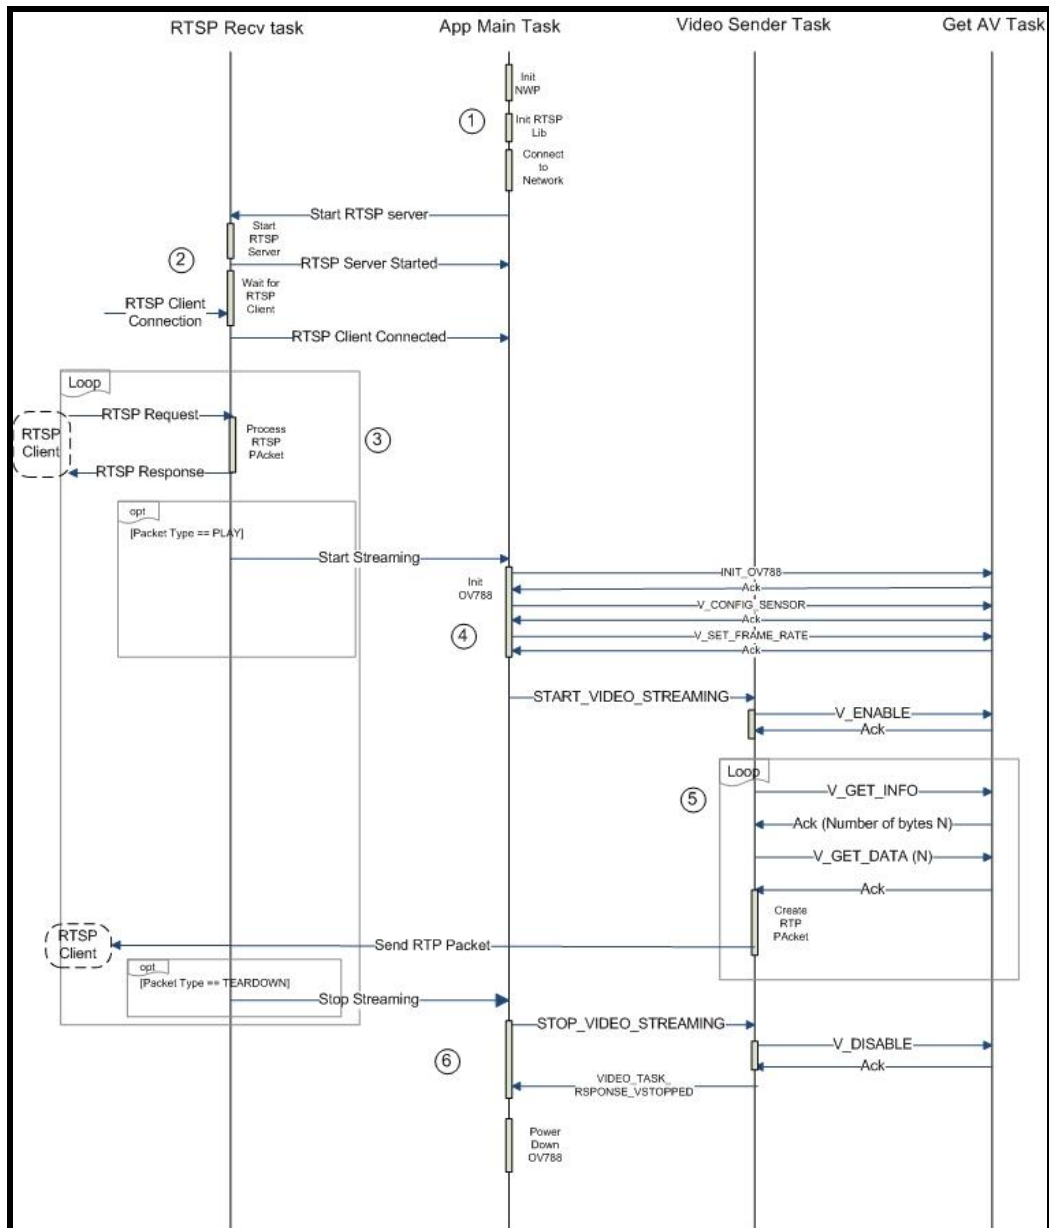 RTSP Recv task
App Main Task
Video Sender Task
Get AV Task
Init
NWP
1
Init RTSP
Lib
Connect
to
Network
Start RTSP server
Start
RTSP
Server
2
RTSP Server Started
Wait for
RTSP
Client
RTSP Client
Connection
RTSP Client Connected
Loop
RTSP Request
RTSP
Client
Process
RTSP
PAcket
3
RTSP Response
opt
[Packet Type == PLAY]
Start Streaming
Init
OV788
INIT_OV788
Ack
V_CONFIG_SENSOR
Ack
4
V_SET_FRAME_RATE
Ack
START_VIDEO_STREAMING
V_ENABLE
Ack
Loop
5
V_GET_INFO
Ack (Number of bytes N)
V_GET_DATA (N)
Ack
Create
RTP
PAcket
RTSP
Client
Send RTP Packet
opt
[Packet Type == TEARDOWN]
Stop Streaming
STOP_VIDEO_STREAMING
V_DISABLE
Ack
6
VIDEO_TASK_
RSPONSE_VSTOPPED
Power
Down
OV788